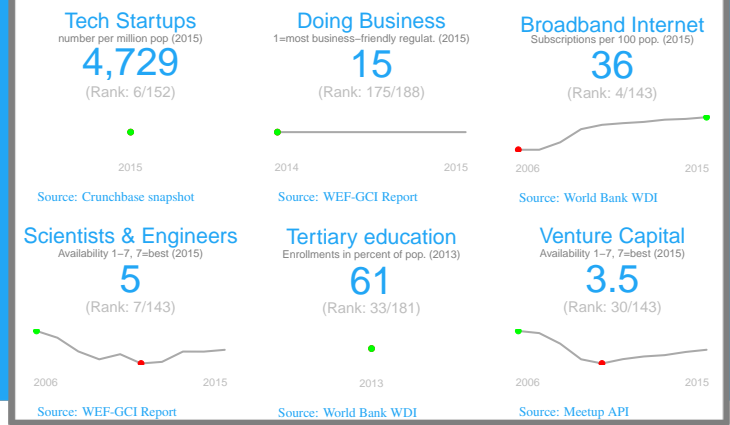 Tech Startups
number per million pop (2015)
4,729
(Rank: 6/152)
2015
Source: Crunchbase snapshot
Doing Business
1=most business−friendly regulat. (2015)
15
(Rank: 175/188)
2014 2015
Source: WEF-GCI Report
Broadband Internet
Subscriptions per 100 pop. (2015)
36
(Rank: 4/143)
2006 2015
Source: World Bank WDI
Scientists & Engineers
Availability 1−7, 7=best (2015)
5
(Rank: 7/143)
2006 2015
Source: WEF-GCI Report
Tertiary education
Enrollments in percent of pop. (2013)
61
(Rank: 33/181)
2013
Source: World Bank WDI
Venture Capital
Availability 1−7, 7=best (2015)
3.5
(Rank: 30/143)
2006 2015
Source: Meetup API